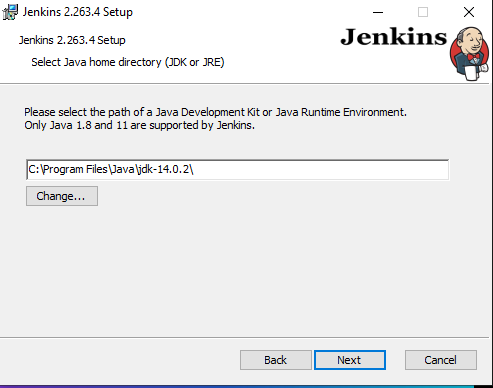 Jenkins 2.263.4 Setup
Jenkins 2.263.4 Setup
Jenkins
Select Java home directory (JDK or JRE)
Please select the path of a Java Development Kit or Java Runtime Environment.
Only Java 1.8 and 11 are supported by Jenkins.
C:\Program Files\Java\jdk-14.0.2\
Change...
Back
Next
Cancel